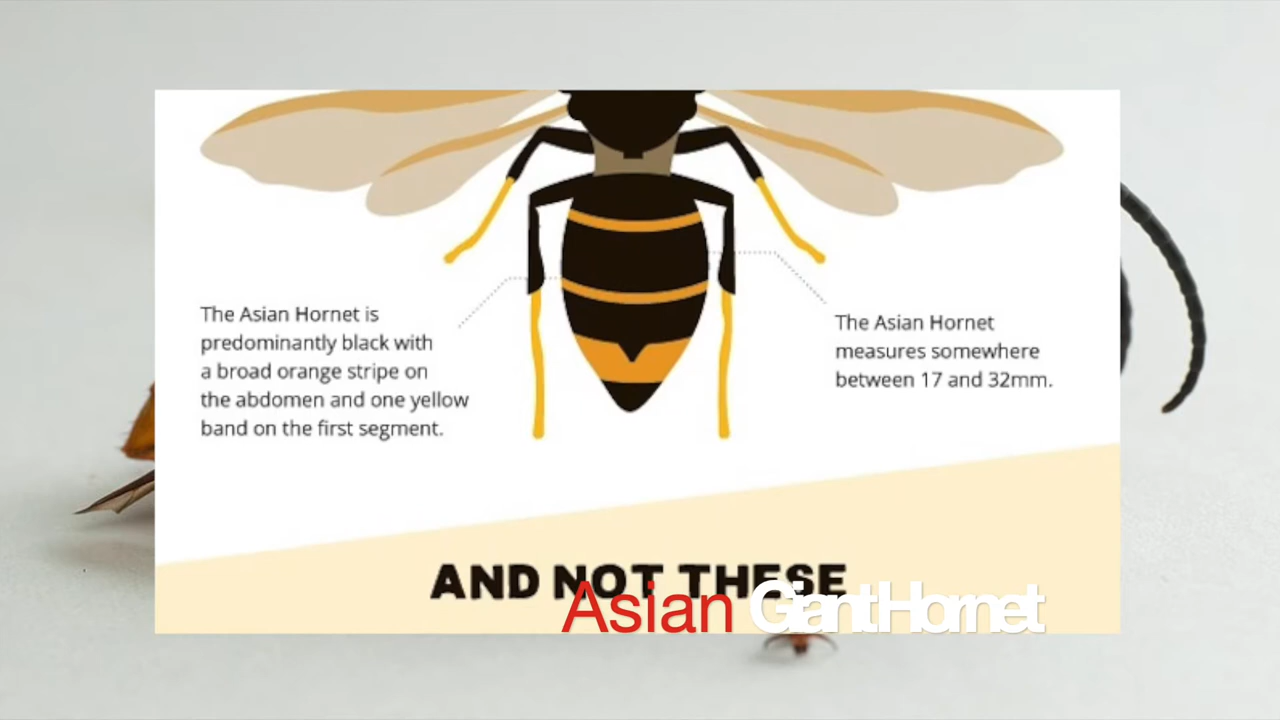 The Asian Hornet is
predominantly black with
a broad orange stripe on
the abdomen and one yellow
band on the first segment.
The Asian Hornet
measures somewhere
between 17 and 32mm.
AND NOT THESE
Asian Giant Hornet